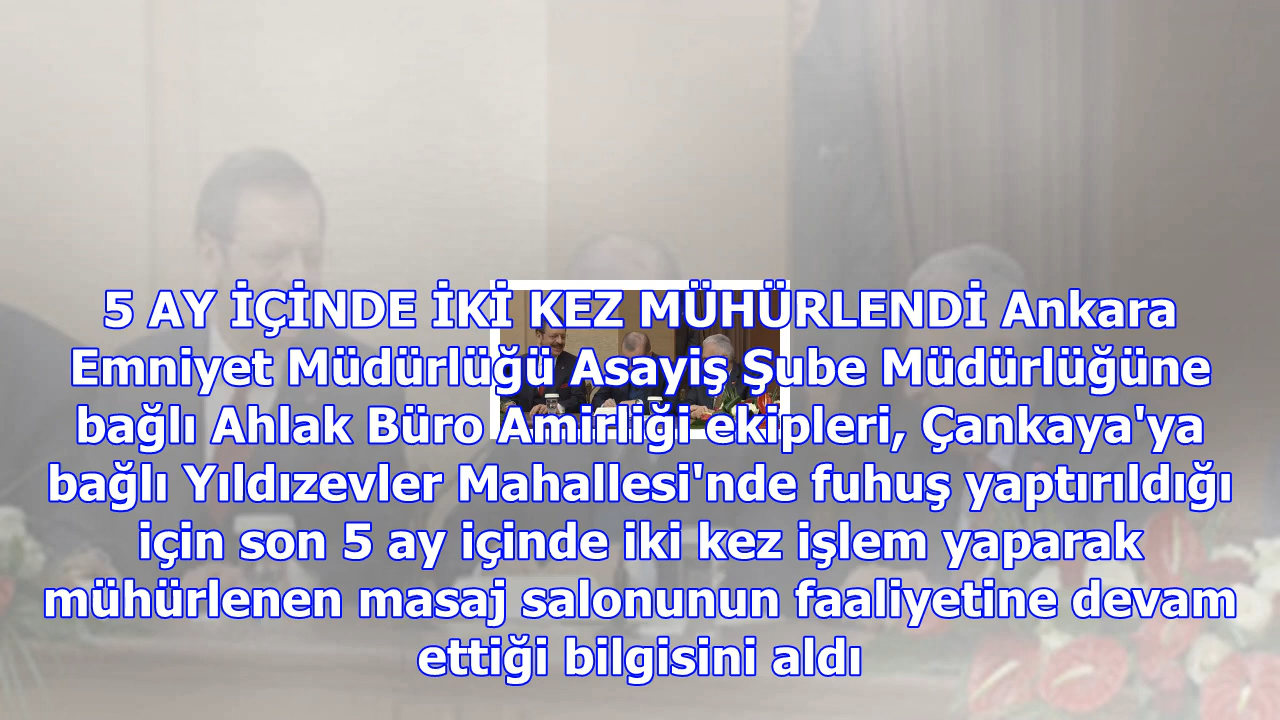 5 AY İÇİNDE İKİ KEZ MÜHÜRLENDİ Ankara
Emniyet Müdürlüğü Asayiş Şube Müdürlüğüne
bağlı Ahlak Büro Amirliği ekipleri, Çankaya'ya
bağlı Yıldızevler Mahallesi'nde fuhuş yaptırıldığı
için son 5 ay içinde iki kez işlem yaparak
mühürlenen masaj salonunun faaliyetine devam
ettiği bilgisini aldı